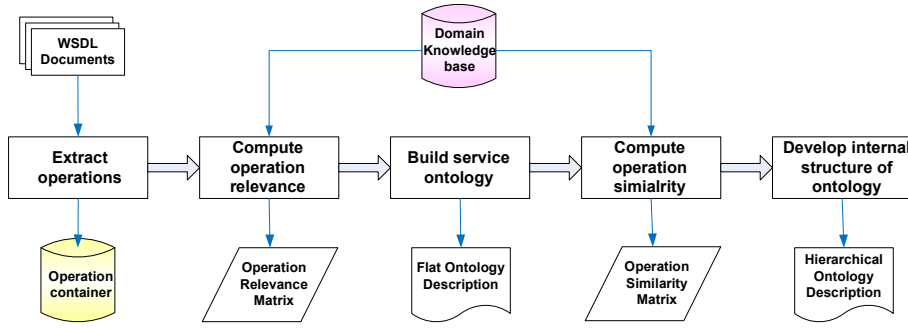 WSDL
Documents
Domain
Knowledge
base
Extract
operations
Compute
operation
relevance
Build service
ontology
Compute
operation
simialrity
Develop internal
structure of
ontology
Operation
container
Operation
Relevance
Matrix
Flat Ontology
Description
Operation
Similarity
Matrix
Hierarchical
Ontology
Description